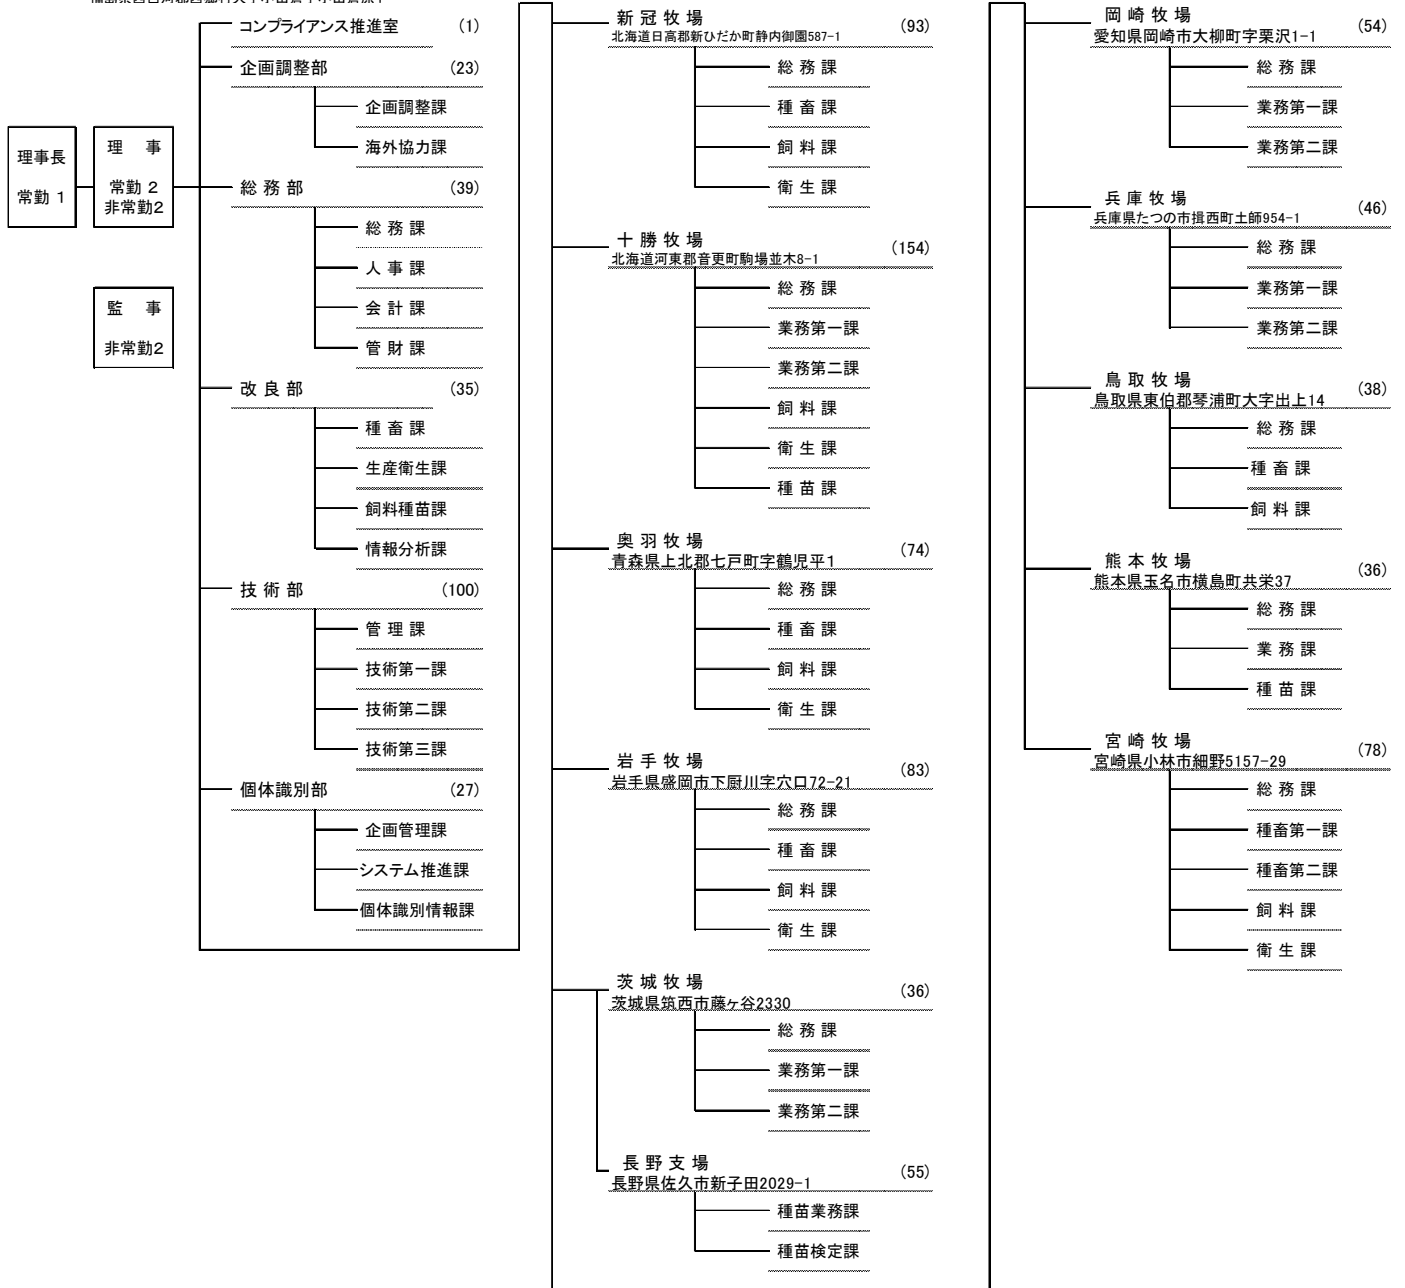 コンプライアンス推進室 (1)
企画調整部 (23)
企画調整課
海外協力課
理事長
常勤 1
理 事
常勤 2
非常勤2
監 事
非常勤2
総 務 部 (39)
総 務 課
人 事 課
会 計 課
管 財 課
改 良 部 (35)
種 畜 課
生産衛生課
飼料種苗課
情報分析課
技 術 部 (100)
管 理 課
技術第一課
技術第二課
技術第三課
個体識別部 (27)
企画管理課
システム推進課
個体識別情報課
新 冠 牧 場 (93)
北海道日高郡新ひだか町静内御園587-1
総 務 課
種 畜 課
飼 料 課
衛 生 課
十 勝 牧 場 (154)
北海道河東郡音更町駒場並木8-1
総 務 課
業務第一課
業務第二課
飼 料 課
衛 生 課
種 苗 課
奥 羽 牧 場 (74)
青森県上北郡七戸町字鶴児平1
総 務 課
種 畜 課
飼 料 課
衛 生 課
岩 手 牧 場 (83)
岩手県盛岡市下厨川字穴口72-21
総 務 課
種 畜 課
飼 料 課
衛 生 課
茨 城 牧 場 (36)
茨城県筑西市藤ヶ谷2330
総 務 課
業務第一課
業務第二課
長 野 支 場 (55)
長野県佐久市新子田2029-1
種苗業務課
種苗検定課
岡 崎 牧 場 (54)
愛知県岡崎市大柳町字栗沢1-1
総 務 課
業務第一課
業務第二課
兵 庫 牧 場 (46)
兵庫県たつの市揖西町土師954-1
総 務 課
業務第一課
業務第二課
鳥 取 牧 場 (38)
鳥取県東伯郡琴浦町大字出上14
総 務 課
種 畜 課
飼 料 課
熊 本 牧 場 (36)
熊本県玉名市横島町共栄37
総 務 課
業 務 課
種 苗 課
宮 崎 牧 場 (78)
宮崎県小林市細野5157-29
総 務 課
種畜第一課
種畜第二課
飼 料 課
衛 生 課